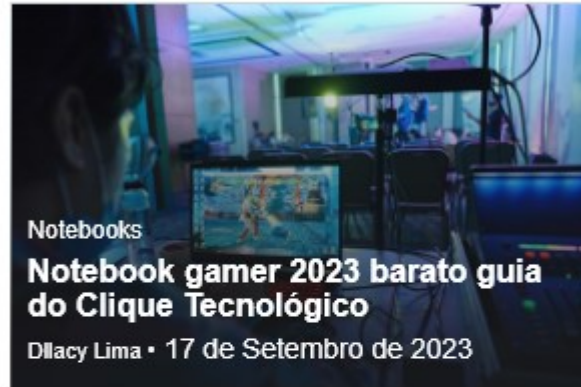 Notebooks
Notebook gamer 2023 barato guia
do Clique Tecnológico
Dllacy Lima • 17 de Setembro de 2023